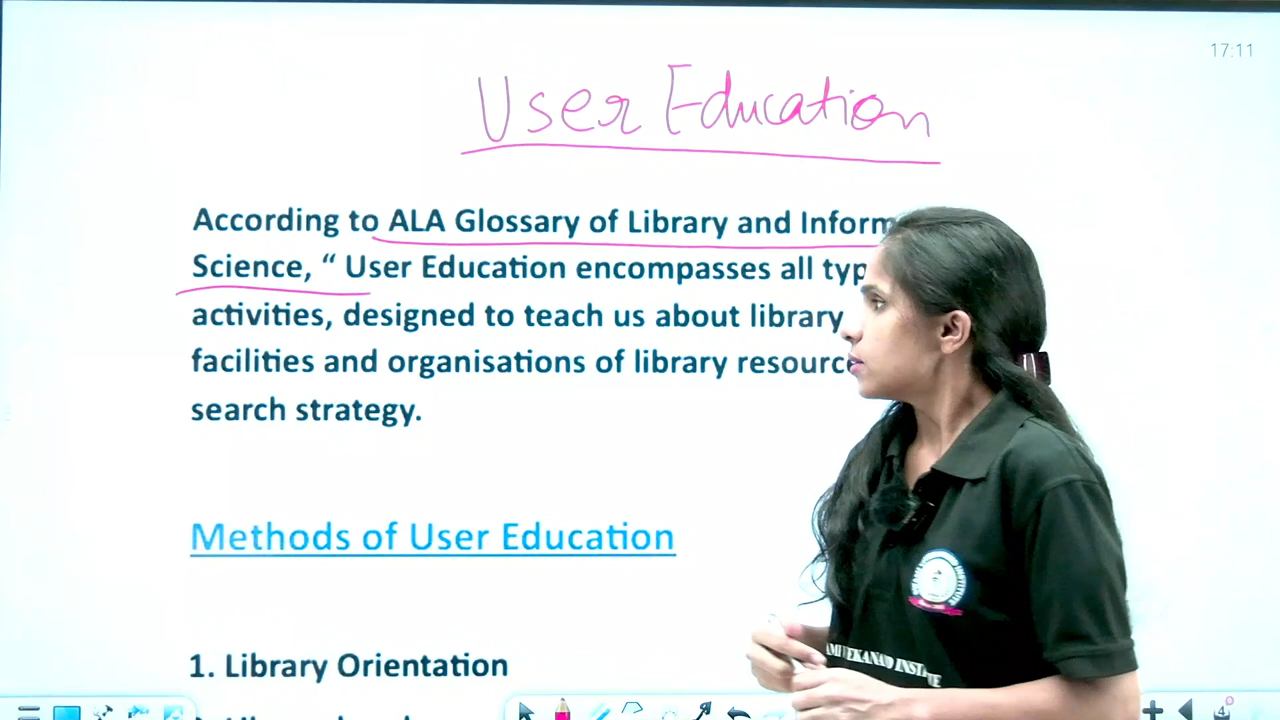 17:11
User Education
According to ALA Glossary of Library and Inform
Science, “ User Education encompasses all typ
activities, designed to teach us about library
facilities and organisations of library resourc
search strategy.
Methods of User Education
1. Library Orientation
INSTITUTE
4